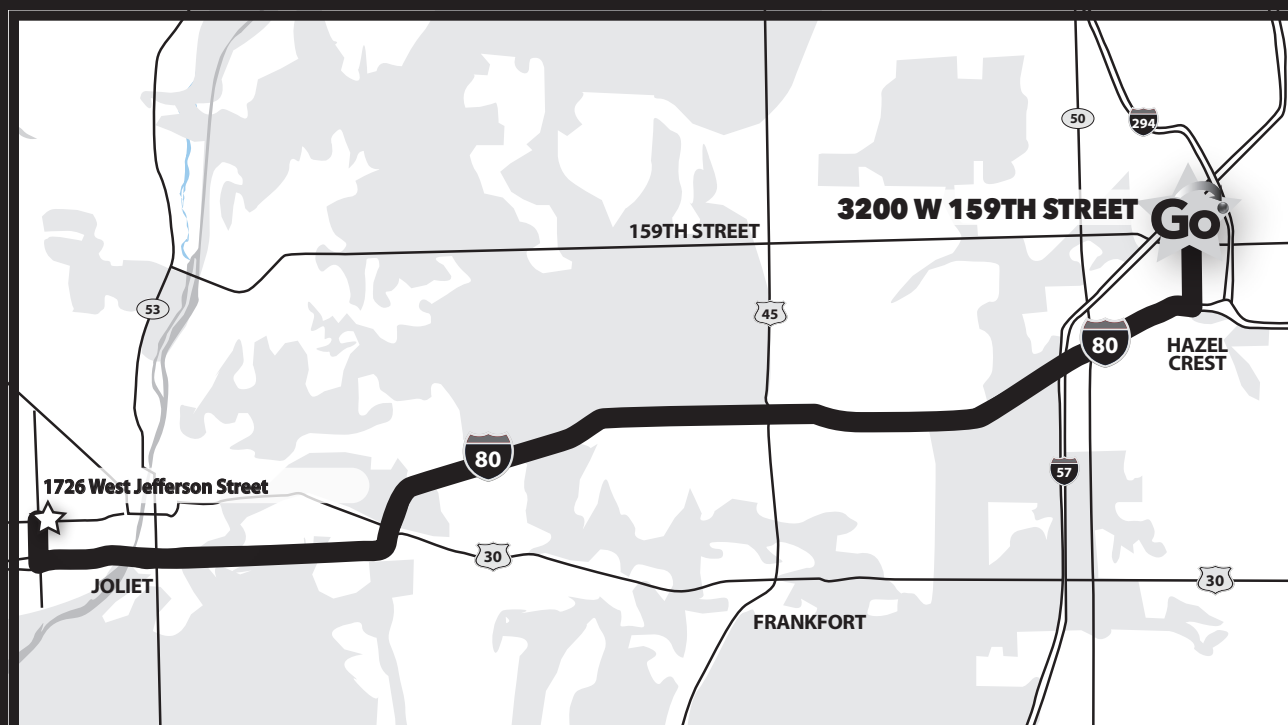 50
294
3200 W 159TH STREET
Go
159TH STREET
53
45
80
HAZEL
CREST
80
57
1726 West Jefferson Street
30
JOLIET
30
FRANKFORT